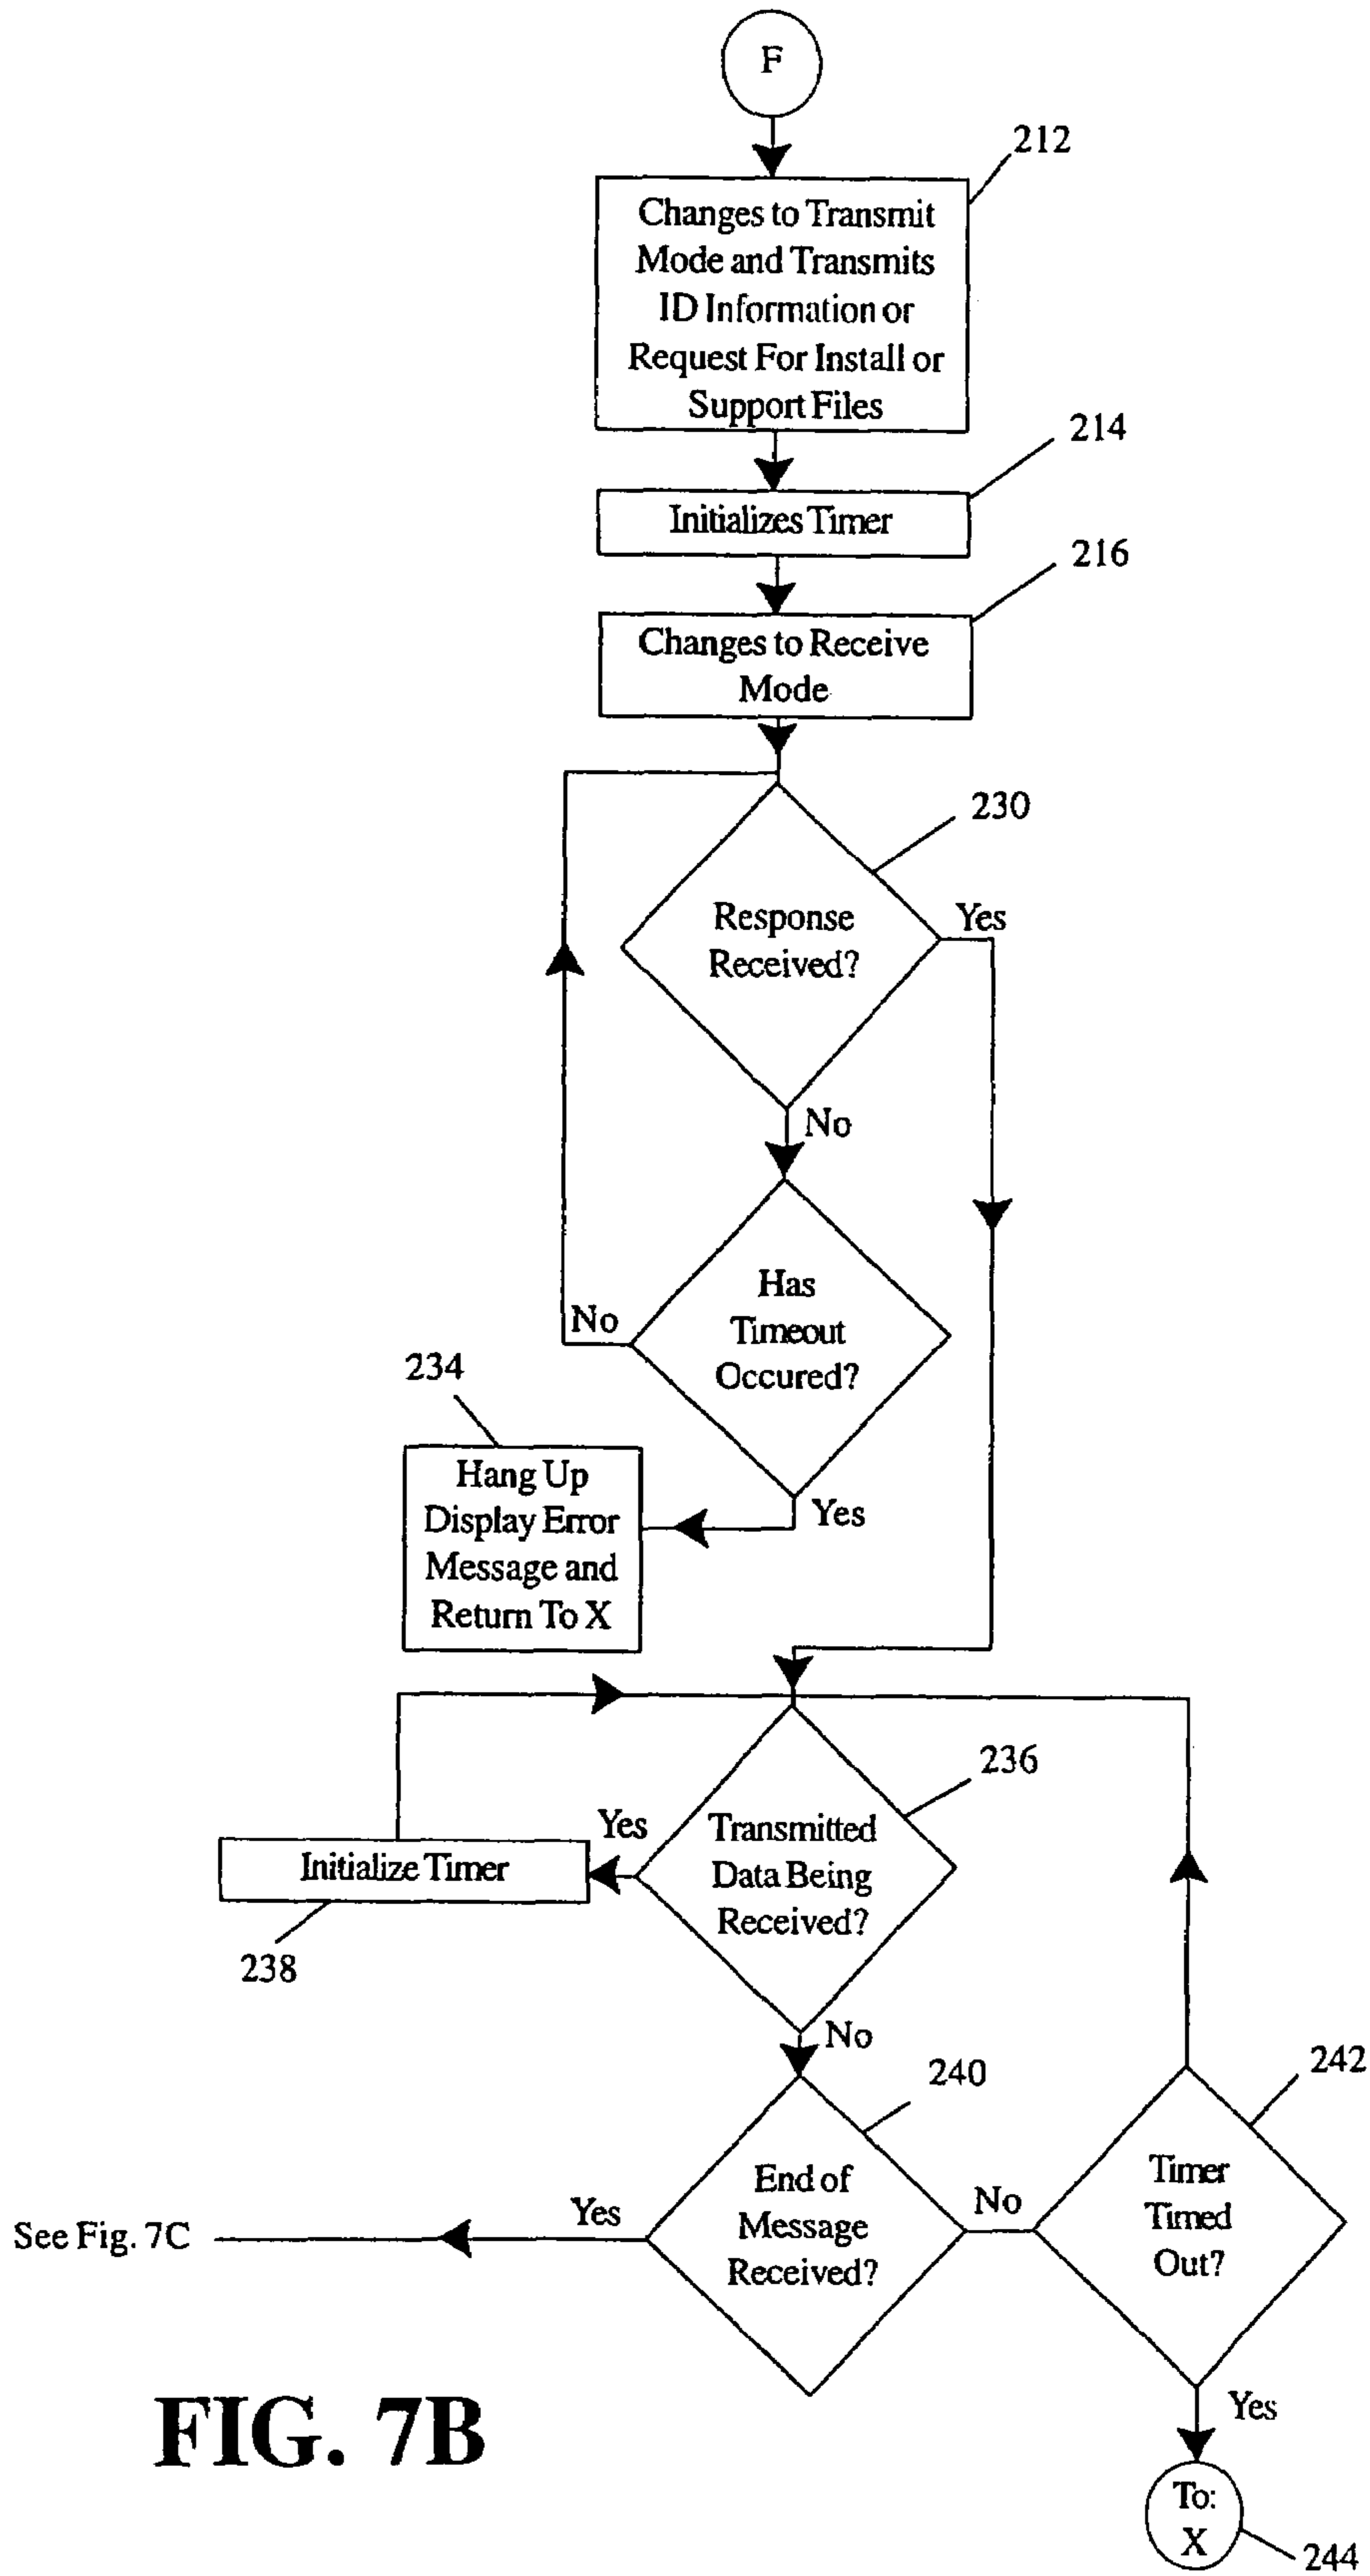 F
212
Changes to Transmit
Mode and Transmits
ID Information or
Request For Install or
Support Files
214
Initializes Timer
216
Changes to Receive
Mode
230
Response
Received?
Yes
No
Has
Timeout
Occured?
No
Yes
234
Hang Up
Display Error
Message and
Return To X
236
Transmitted
Data Being
Received?
Yes
Initialize Timer
238
No
240
End of
Message
Received?
Yes
See Fig. 7C
No
242
Timer
Timed
Out?
Yes
To:
X
244
FIG. 7B